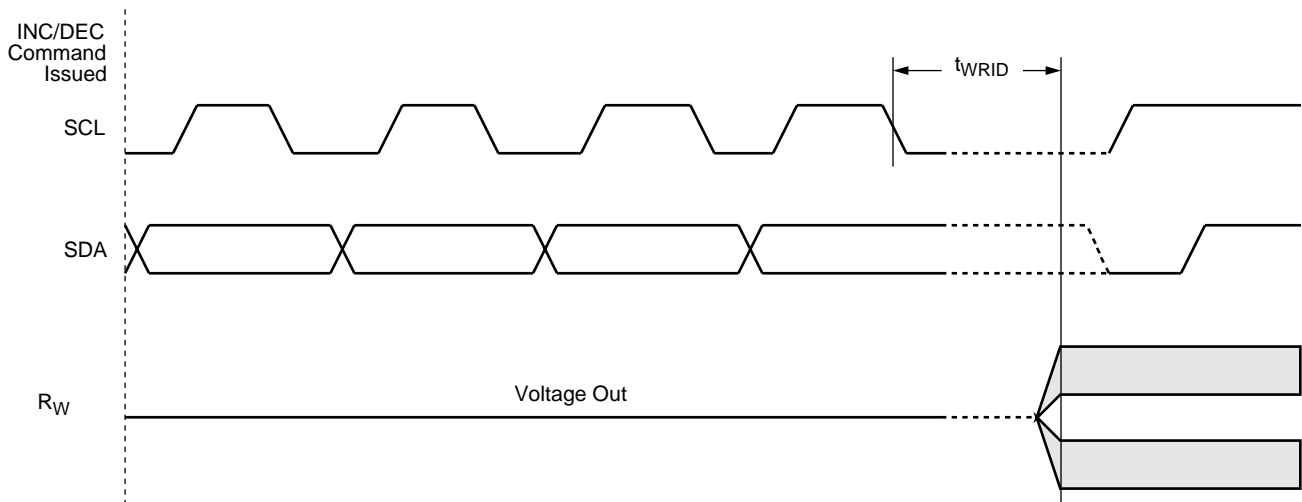 INC/DEC
Command
Issued
tWRID
SCL
SDA
Voltage Out
RW